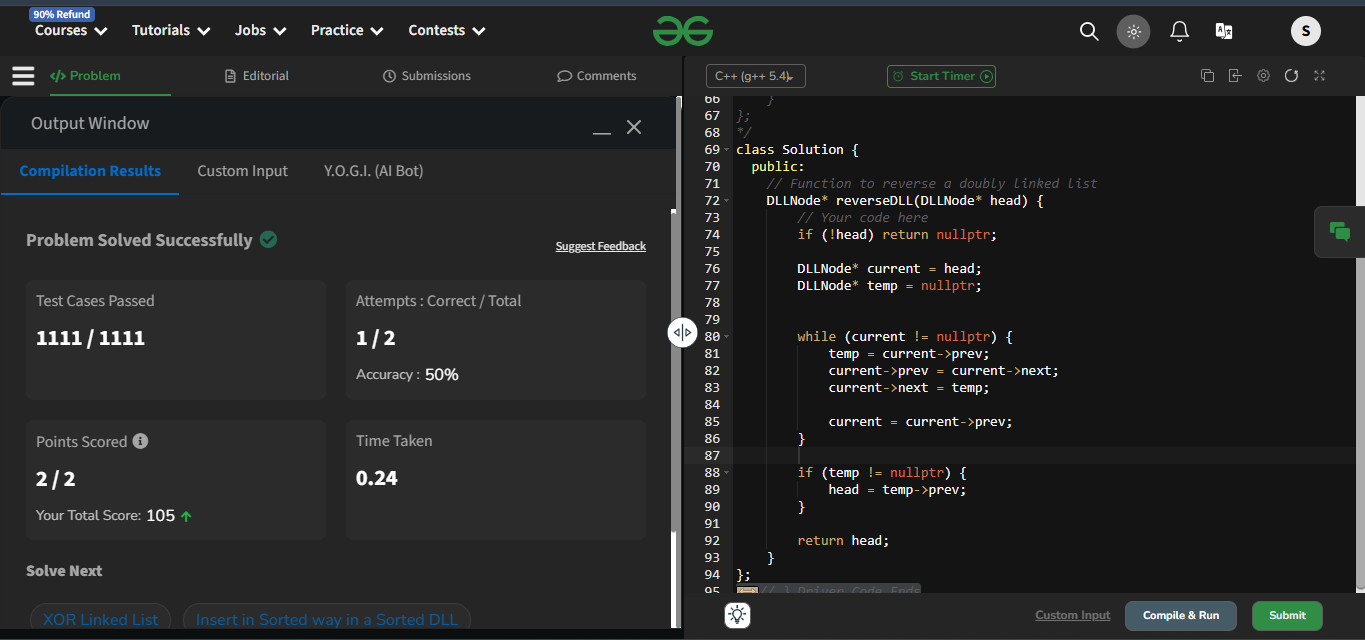 90% Refund
Courses Tutorials Jobs Practice Contests S
</> Problem Editorial Submissions Comments
Output Window
Compilation Results Custom Input Y.O.G.I. (AI Bot)
Problem Solved Successfully
Suggest Feedback
Test Cases Passed
1111 / 1111
Attempts : Correct / Total
1 / 2
Accuracy : 50%
Points Scored
2 / 2
Your Total Score: 105
Time Taken
0.24
Solve Next
XOR Linked List Insert in Sorted way in a Sorted DLL
C++ (g++ 5.4) Start Timer
66 }
67 };
68 */
69 class Solution {
70 public:
71 // Function to reverse a doubly linked list
72 DLLNode* reverseDLL(DLLNode* head) {
73 // Your code here
74 if (!head) return nullptr;
75
76 DLLNode* current = head;
77 DLLNode* temp = nullptr;
78
79
80 while (current != nullptr) {
81 temp = current->prev;
82 current->prev = current->next;
83 current->next = temp;
84
85 current = current->prev;
86 }
87
88 if (temp != nullptr) {
89 head = temp->prev;
90 }
91
92 return head;
93 }
94 };
95 // } Driver Code Ends
Custom Input Compile & Run Submit